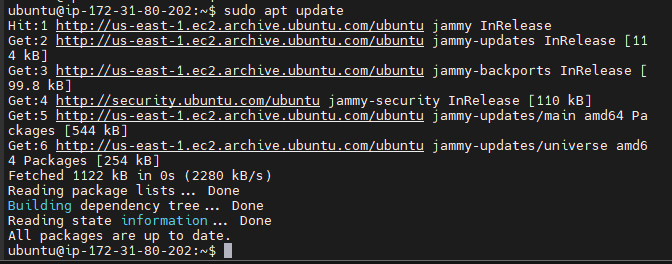 ubuntu@ip-172-31-80-202:~$ sudo apt update
Hit:1 http://us-east-1.ec2.archive.ubuntu.com/ubuntu jammy InRelease
Get:2 http://us-east-1.ec2.archive.ubuntu.com/ubuntu jammy-updates InRelease [11
4 kB]
Get:3 http://us-east-1.ec2.archive.ubuntu.com/ubuntu jammy-backports InRelease [
99.8 kB]
Get:4 http://security.ubuntu.com/ubuntu jammy-security InRelease [110 kB]
Get:5 http://us-east-1.ec2.archive.ubuntu.com/ubuntu jammy-updates/main amd64 Pa
ckages [544 kB]
Get:6 http://us-east-1.ec2.archive.ubuntu.com/ubuntu jammy-updates/universe amd6
4 Packages [254 kB]
Fetched 1122 kB in 0s (2280 kB/s)
Reading package lists... Done
Building dependency tree... Done
Reading state information... Done
All packages are up to date.
ubuntu@ip-172-31-80-202:~$